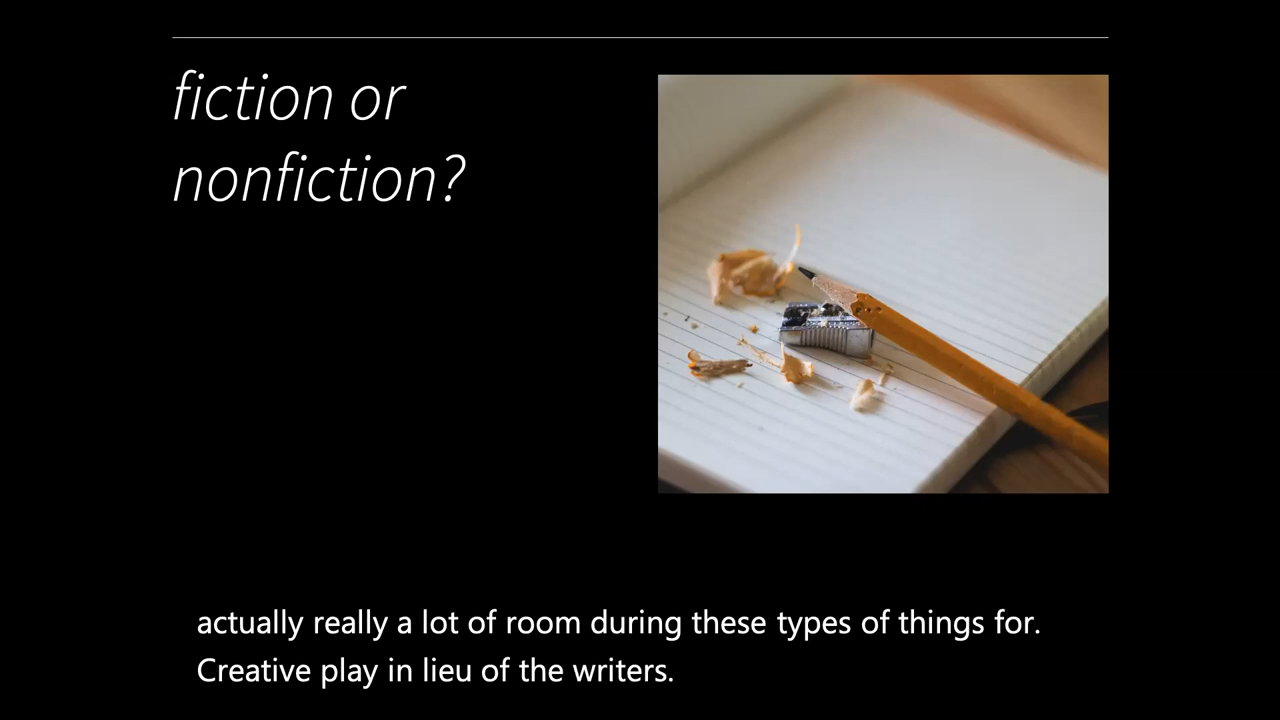 fiction or
nonfiction?
actually really a lot of room during these types of things for.
Creative play in lieu of the writers.